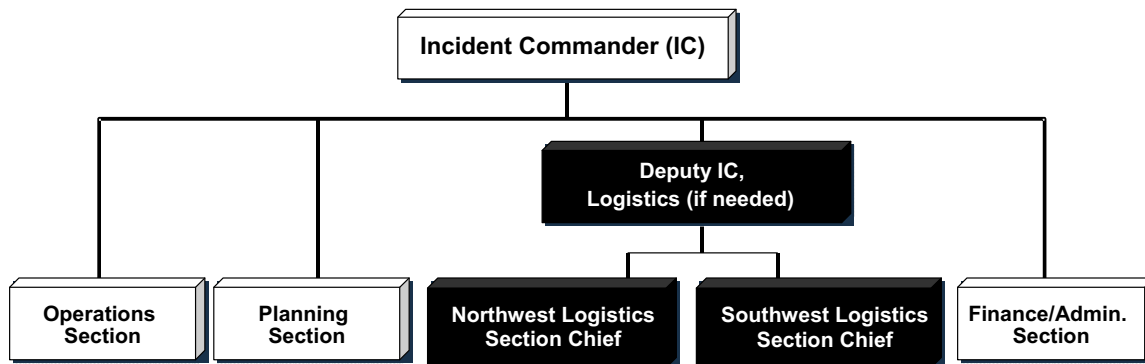 Incident Commander (IC)
Deputy IC,
Logistics (if needed)
Operations
Section
Planning
Section
Northwest Logistics
Section Chief
Southwest Logistics
Section Chief
Finance/Admin.
Section